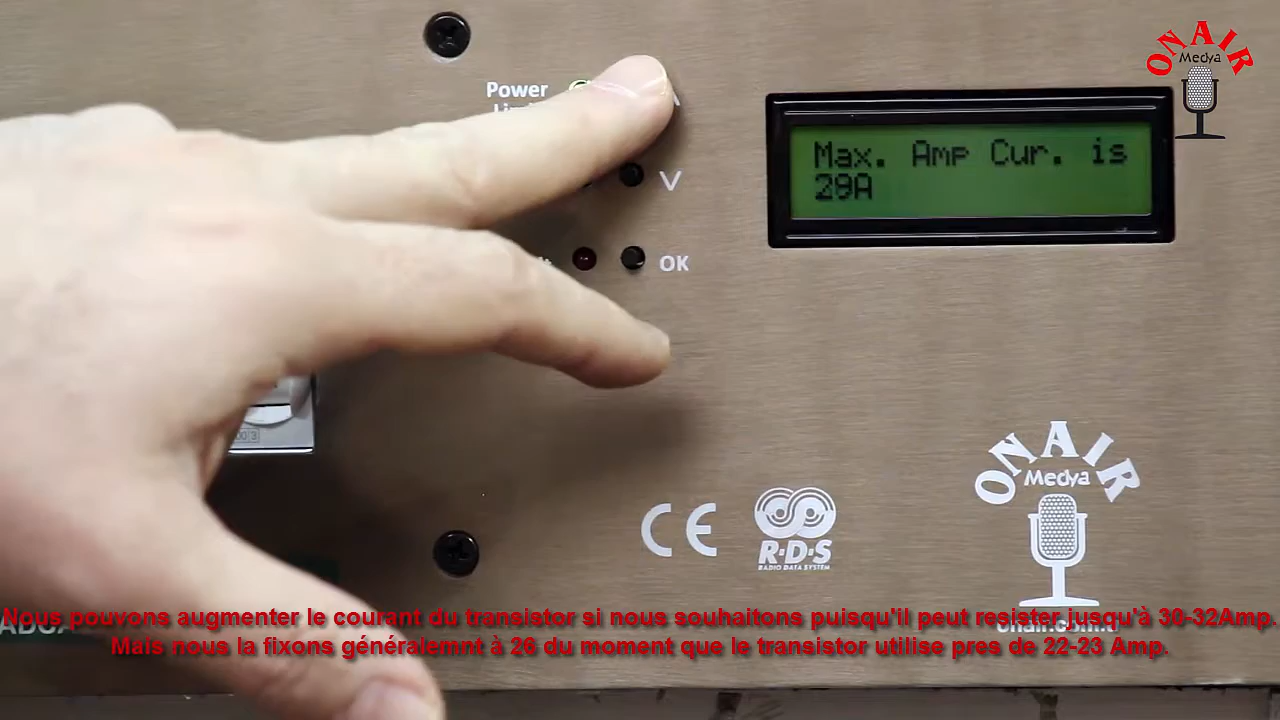 ONAIR
Medya
Power
V
Max. Amp Cur. is
OK
ONAIR
Medya
CE
R·D·S
RADIO DATA SYSTEM
Nous pouvons augmenter le courant du transistor si nous souhaitons puisqu'il peut resister jusqu'à 30-32Amp.
Mais nous la fixons généralemnt à 26 du moment que le transistor utilise pres de 22-23 Amp.